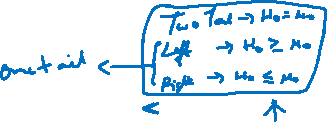 Two Tail → H₀ = μ₀
Left → H₀ ≥ μ₀
one tail ← Right → H₀ ≤ μ₀